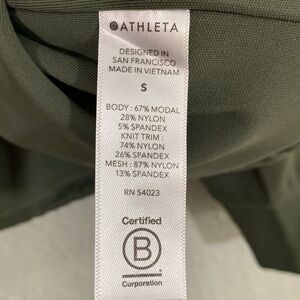 ATHLETA
DESIGNED IN
SAN FRANCISCO
MADE IN VIETNAM
S
BODY: 67% MODAL
28% NYLON
5% SPANDEX
KNIT TRIM:
74% NYLON
26% SPANDEX
MESH: 87% NYLON
13% SPANDEX
RN 54023
Certified
B
Corporation